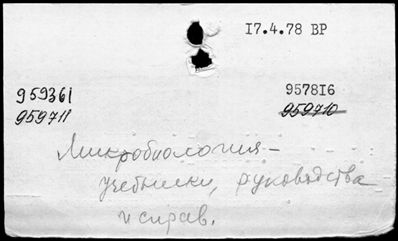 17.4.78 ВР
959361
957816
959711
959710
Микробиология –
учебники, руководства
и справ.